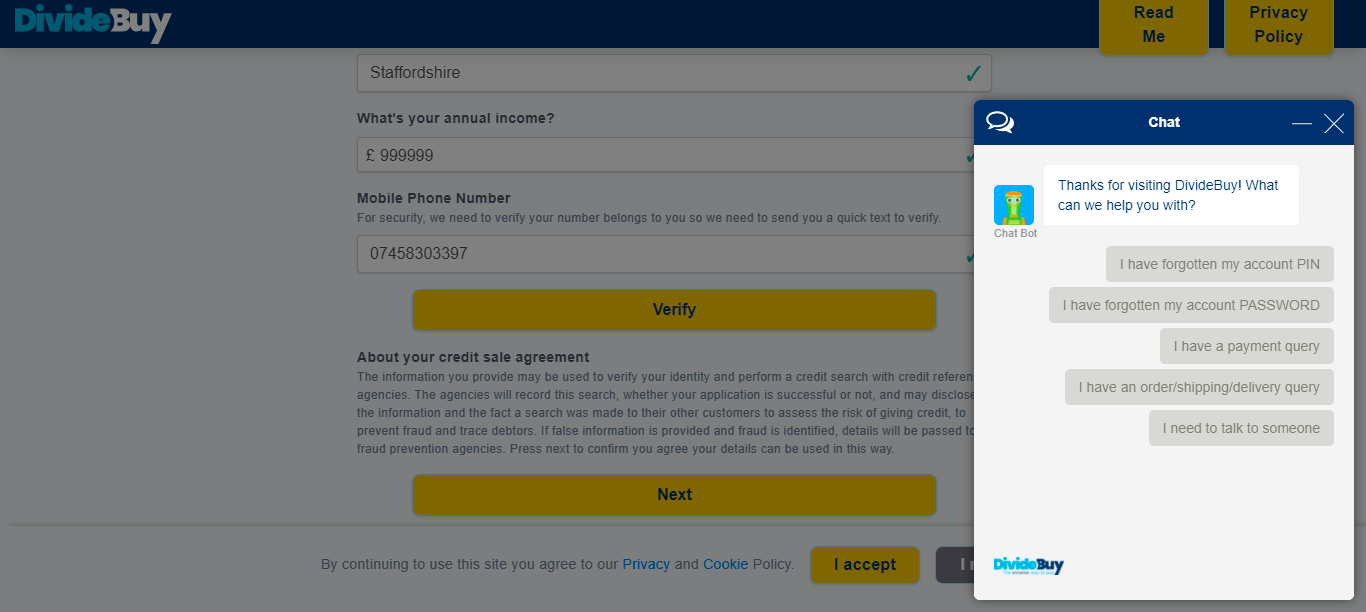 DivideBuy
Read
Me
Privacy
Policy
Staffordshire
What's your annual income?
£ 999999
Mobile Phone Number
For security, we need to verify your number belongs to you so we need to send you a quick text to verify.
07458303397
Verify
About your credit sale agreement
The information you provide may be used to verify your identity and perform a credit search with credit referen
agencies. The agencies will record this search, whether your application is successful or not, and may disclose
the information and the fact a search was made to their other customers to assess the risk of giving credit, to
prevent fraud and trace debtors. If false information is provided and fraud is identified, details will be passed to
fraud prevention agencies. Press next to confirm you agree your details can be used in this way.
Next
By continuing to use this site you agree to our Privacy and Cookie Policy.
I accept
I
Chat
Thanks for visiting DivideBuy! What
can we help you with?
Chat Bot
I have forgotten my account PIN
I have forgotten my account PASSWORD
I have a payment query
I have an order/shipping/delivery query
I need to talk to someone
DivideBuy